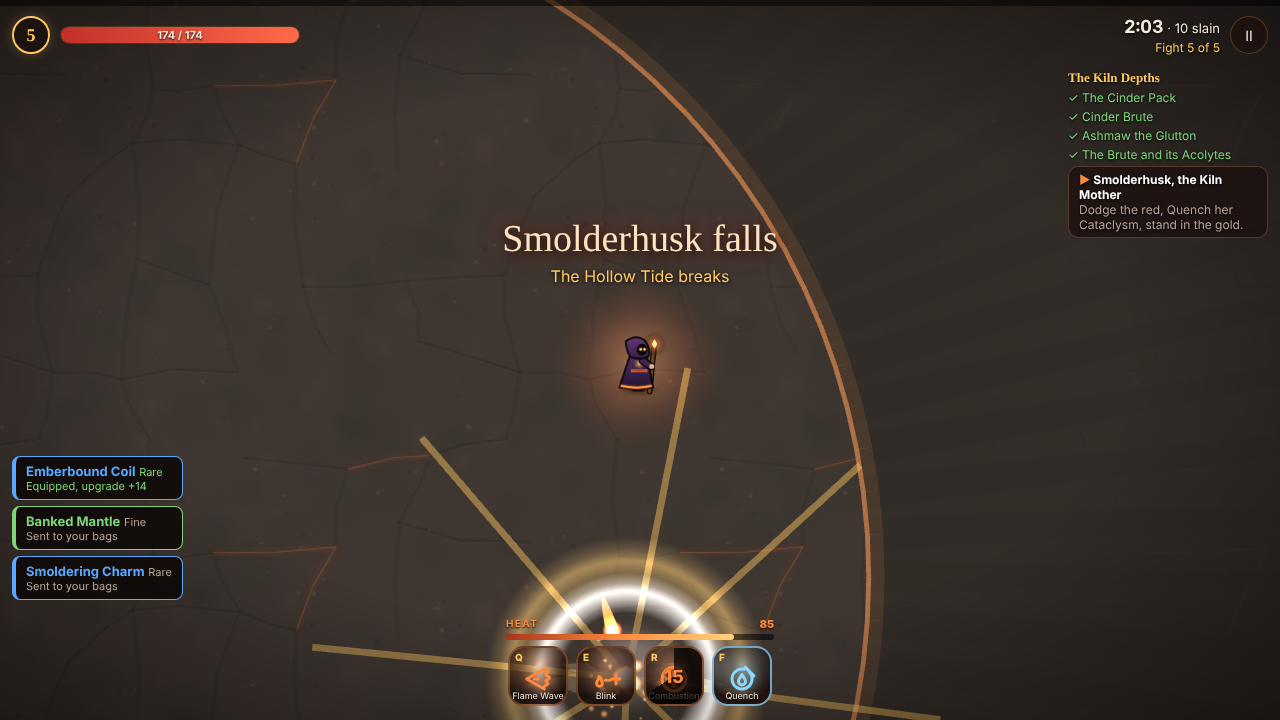 5
174 / 174
2:03 · 10 slain
Fight 5 of 5
The Kiln Depths
✓ The Cinder Pack
✓ Cinder Brute
✓ Ashmaw the Glutton
✓ The Brute and its Acolytes
▶ Smolderhusk, the Kiln
Mother
Dodge the red, Quench her
Cataclysm, stand in the gold.
Smolderhusk falls
The Hollow Tide breaks
Emberbound Coil Rare
Equipped, upgrade +14
Banked Mantle Fine
Sent to your bags
Smoldering Charm Rare
Sent to your bags
HEAT 85
Q E R F
15
Flame Wave Blink Combustion Quench